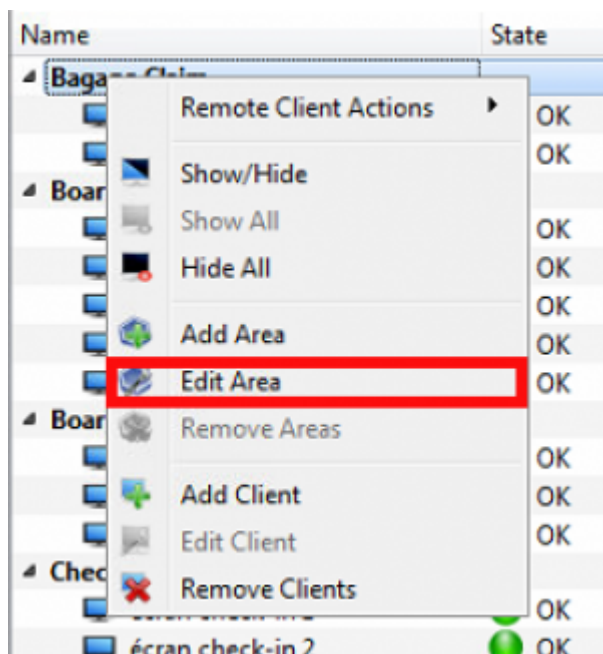 Name State
Remote Client Actions
OK
OK
Show/Hide
Show All
OK
Hide All
OK
OK
Add Area
OK
Edit Area
OK
Remove Areas
OK
Add Client
OK
Edit Client
OK
Remove Clients
OK
écran check-in 2
OK